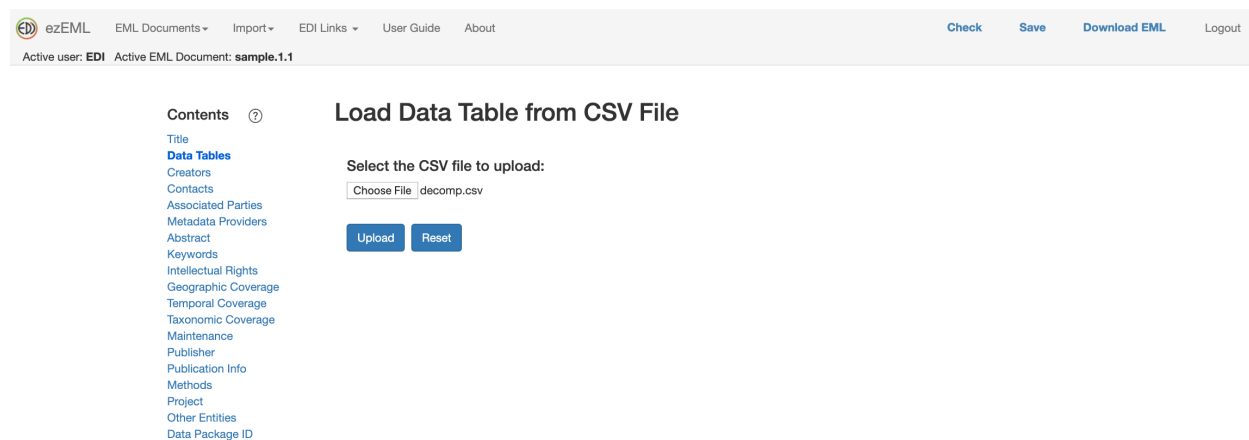 EDI ezEML EML Documents Import EDI Links User Guide About Check Save Download EML Logout
Active user: EDI Active EML Document: sample.1.1
Contents ?
Title
Data Tables
Creators
Contacts
Associated Parties
Metadata Providers
Abstract
Keywords
Intellectual Rights
Geographic Coverage
Temporal Coverage
Taxonomic Coverage
Maintenance
Publisher
Publication Info
Methods
Project
Other Entities
Data Package ID
Load Data Table from CSV File
Select the CSV file to upload:
Choose File decomp.csv
Upload Reset